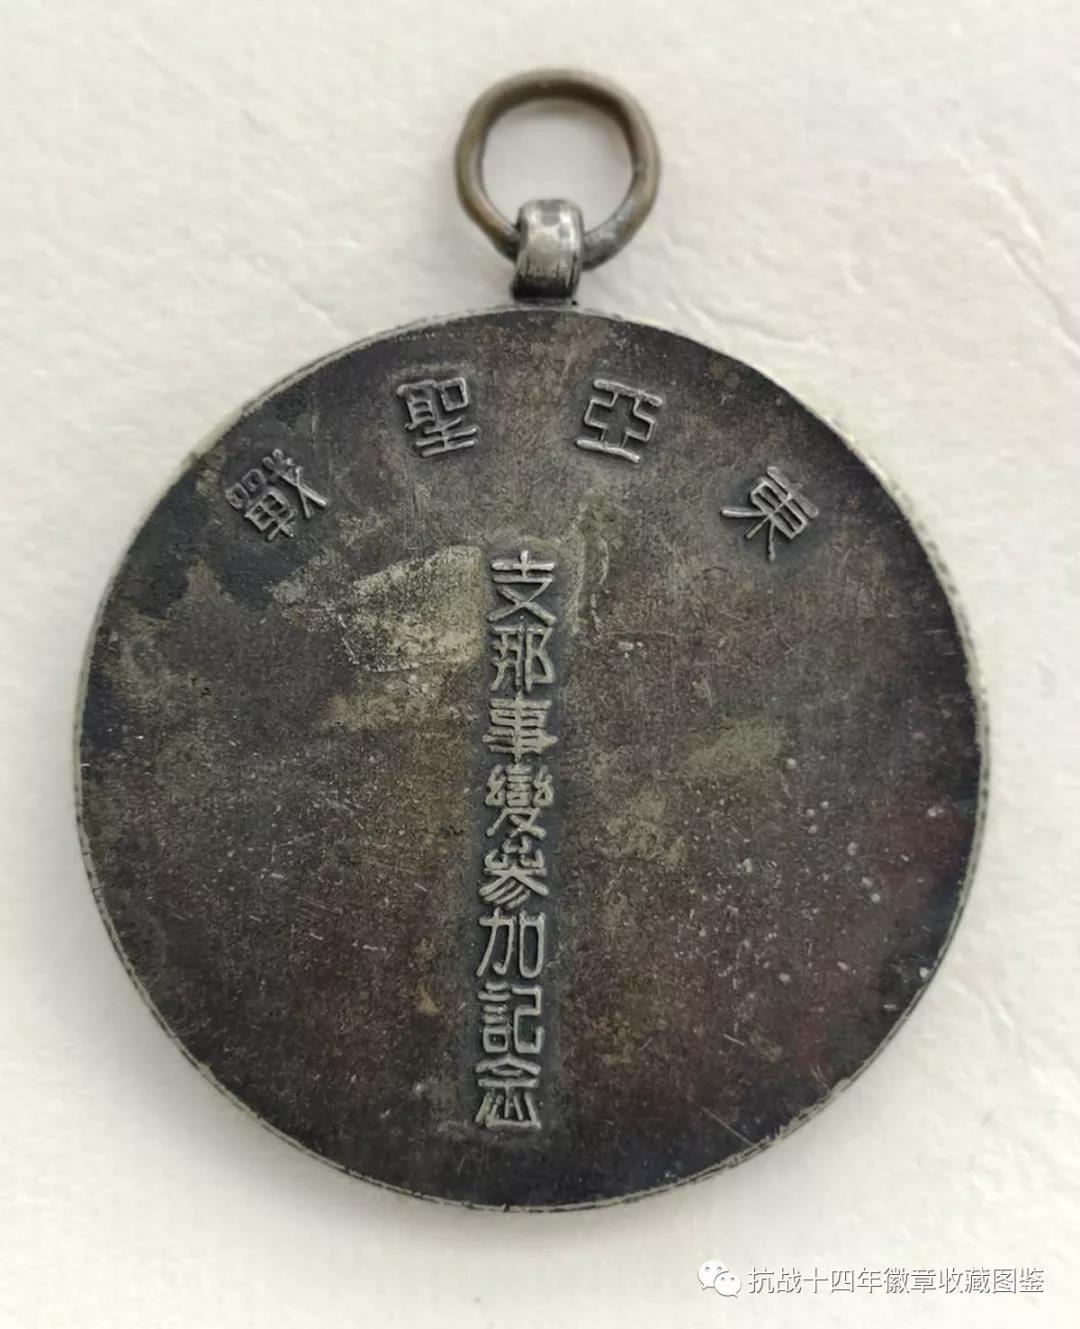 東亞聖戰
支那事變參加記念
抗战十四年徽章收藏图鉴